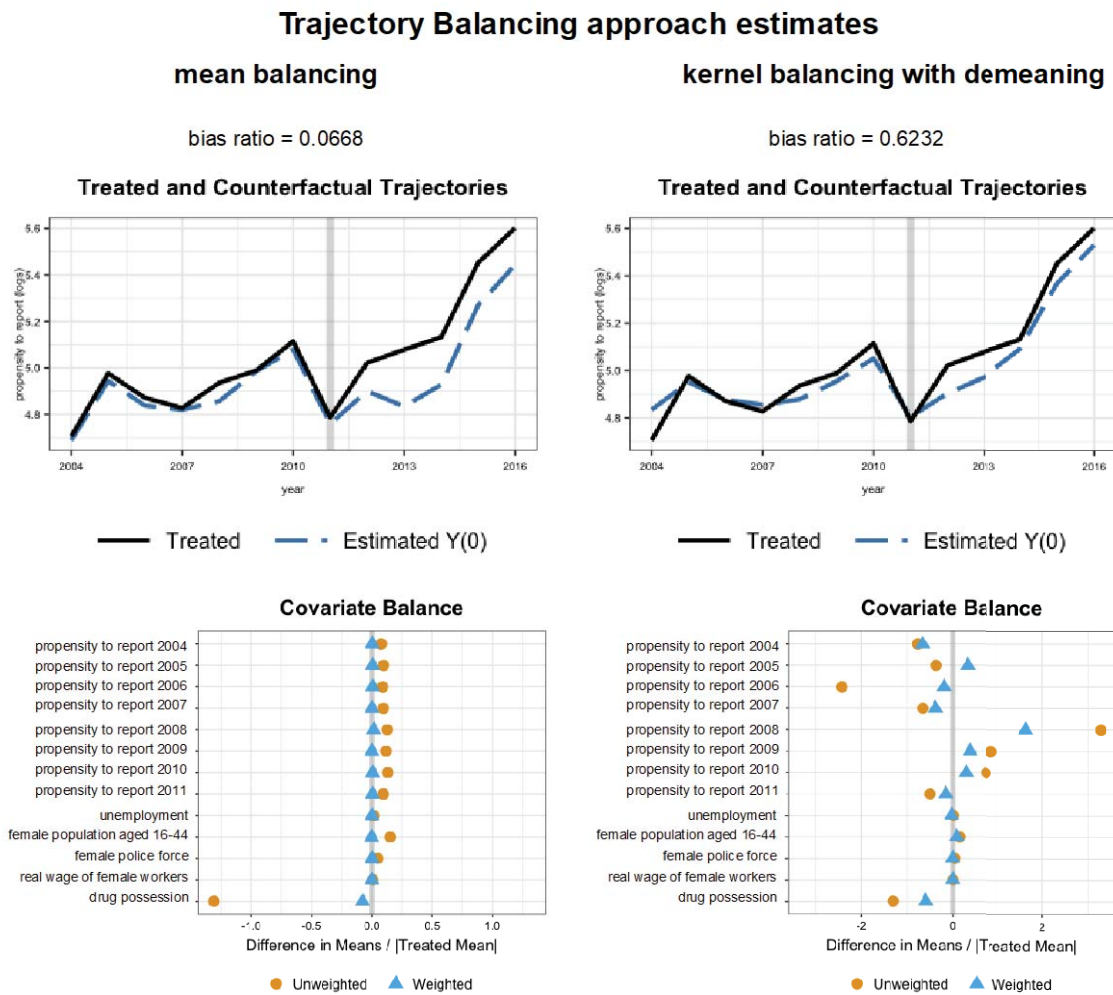 Trajectory Balancing approach estimates
mean balancing
bias ratio = 0.0668
Treated and Counterfactual Trajectories
propensity to report (logs)
5.6
5.4
5.2
5.0
4.8
2004 2007 2010 2013 2016
year
Treated Estimated Y(0)
Covariate Balance
propensity to report 2004
propensity to report 2005
propensity to report 2006
propensity to report 2007
propensity to report 2008
propensity to report 2009
propensity to report 2010
propensity to report 2011
unemployment
female population aged 16-44
female police force
real wage of female workers
drug possession
-1.0 -0.5 0.0 0.5 1.0
Difference in Means / |Treated Mean|
Unweighted Weighted
kernel balancing with demeaning
bias ratio = 0.6232
Treated and Counterfactual Trajectories
propensity to report (logs)
5.6
5.4
5.2
5.0
4.8
2004 2007 2010 2013 2016
year
Treated Estimated Y(0)
Covariate Balance
propensity to report 2004
propensity to report 2005
propensity to report 2006
propensity to report 2007
propensity to report 2008
propensity to report 2009
propensity to report 2010
propensity to report 2011
unemployment
female population aged 16-44
female police force
real wage of female workers
drug possession
-2 0 2
Difference in Means / |Treated Mean|
Unweighted Weighted